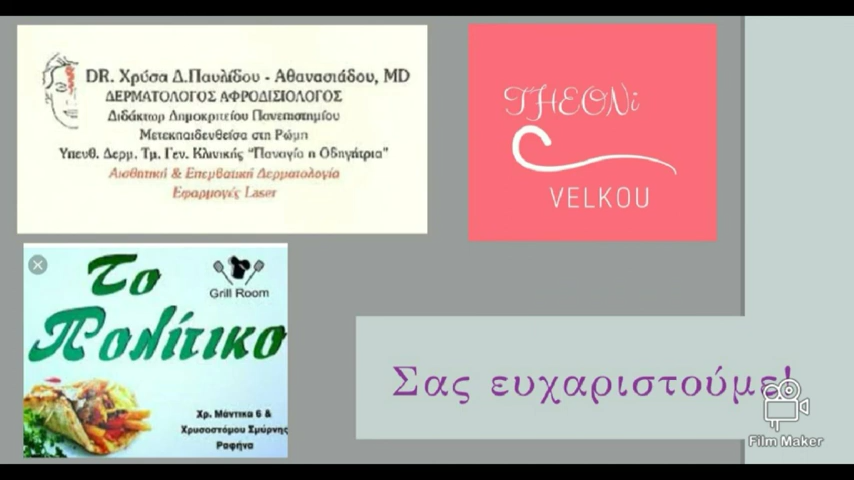 DR. Χρύσα Δ.Παυλίδου - Αθανασιάδου, MD
ΔΕΡΜΑΤΟΛΟΓΟΣ ΑΦΡΟΔΙΣΙΟΛΟΓΟΣ
Διδάκτωρ Δημοκριτείου Πανεπιστημίου
Μετεκπαιδευθείσα στη Ρώμη
Υπευθ. Δερμ. Τμ. Γεν. Κλινικής "Παναγία η Οδηγήτρια"
Αισθητική & Επεμβατική Δερματολογία
Εφαρμογές Laser
THEONi
VELKOU
Το
Πολίτικο
Grill Room
Χρ. Μάντικα 6 &
Χρυσοστόμου Σμύρνης
Ραφήνα
Σας ευχαριστούμε!
Film Maker